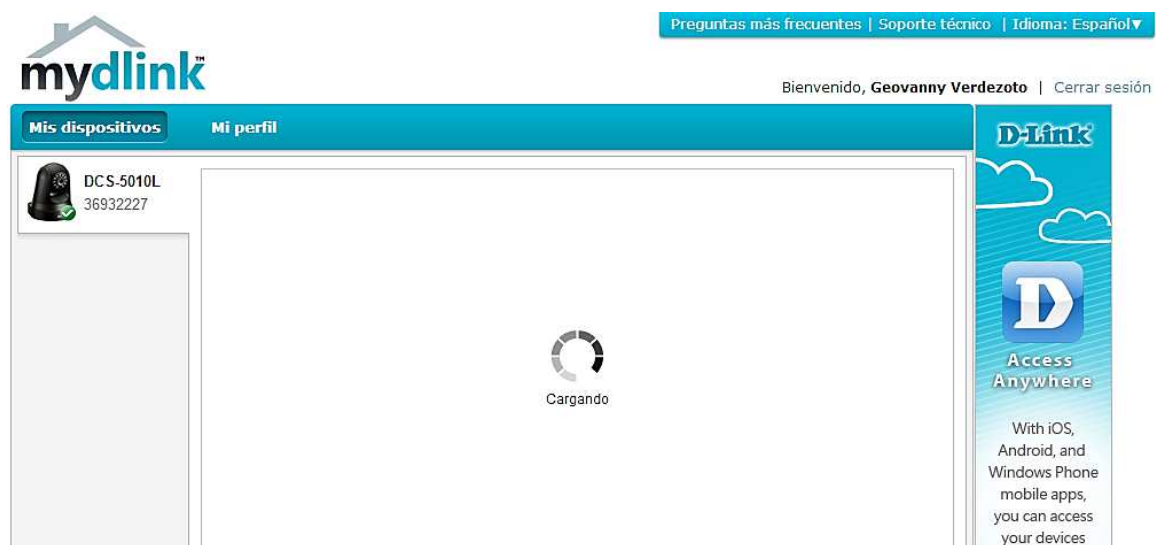 Preguntas más frecuentes | Soporte técnico | Idioma: Español▼
mydlink™
Bienvenido, Geovanny Verdezoto | Cerrar sesión
Mis dispositivos
Mi perfil
D-Link
DCS-5010L
36932227
Cargando
D
Access
Anywhere
With iOS,
Android, and
Windows Phone
mobile apps,
you can access
your devices